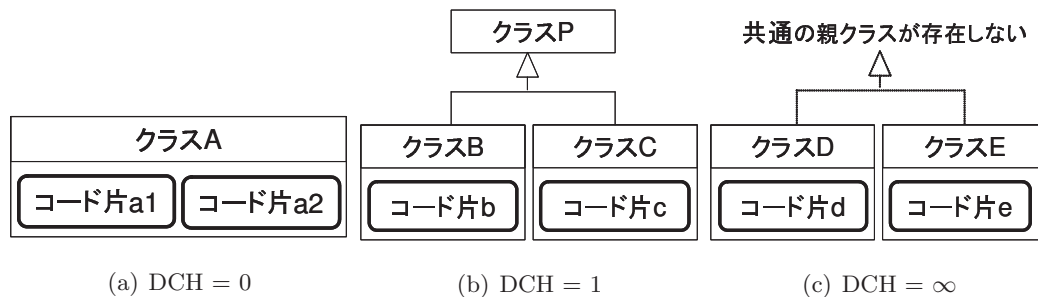 クラスP
共通の親クラスが存在しない
クラスA
クラスB
クラスC
クラスD
クラスE
コード片a1
コード片a2
コード片b
コード片c
コード片d
コード片e
(a) DCH = 0
(b) DCH = 1
(c) DCH = ∞